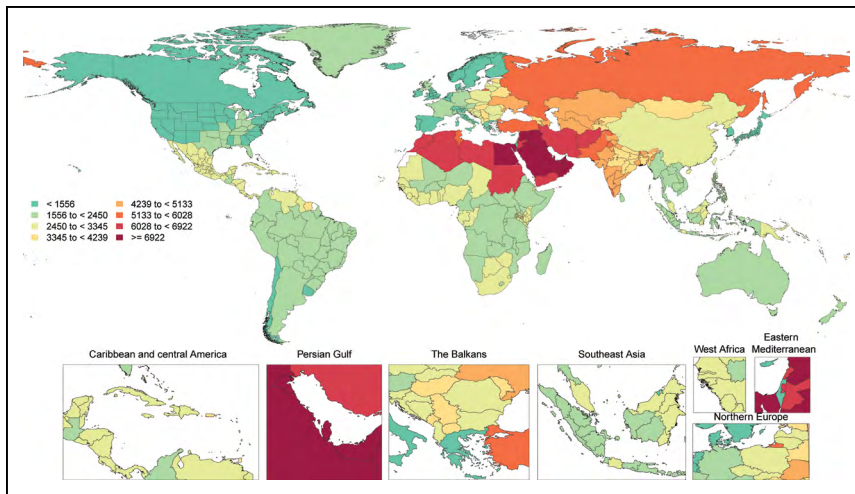 < 1556
1556 to < 2450
2450 to < 3345
3345 to < 4239
4239 to < 5133
5133 to < 6028
6028 to < 6922
>= 6922
Caribbean and central America
Persian Gulf
The Balkans
Southeast Asia
West Africa
Eastern
Mediterranean
Northern Europe